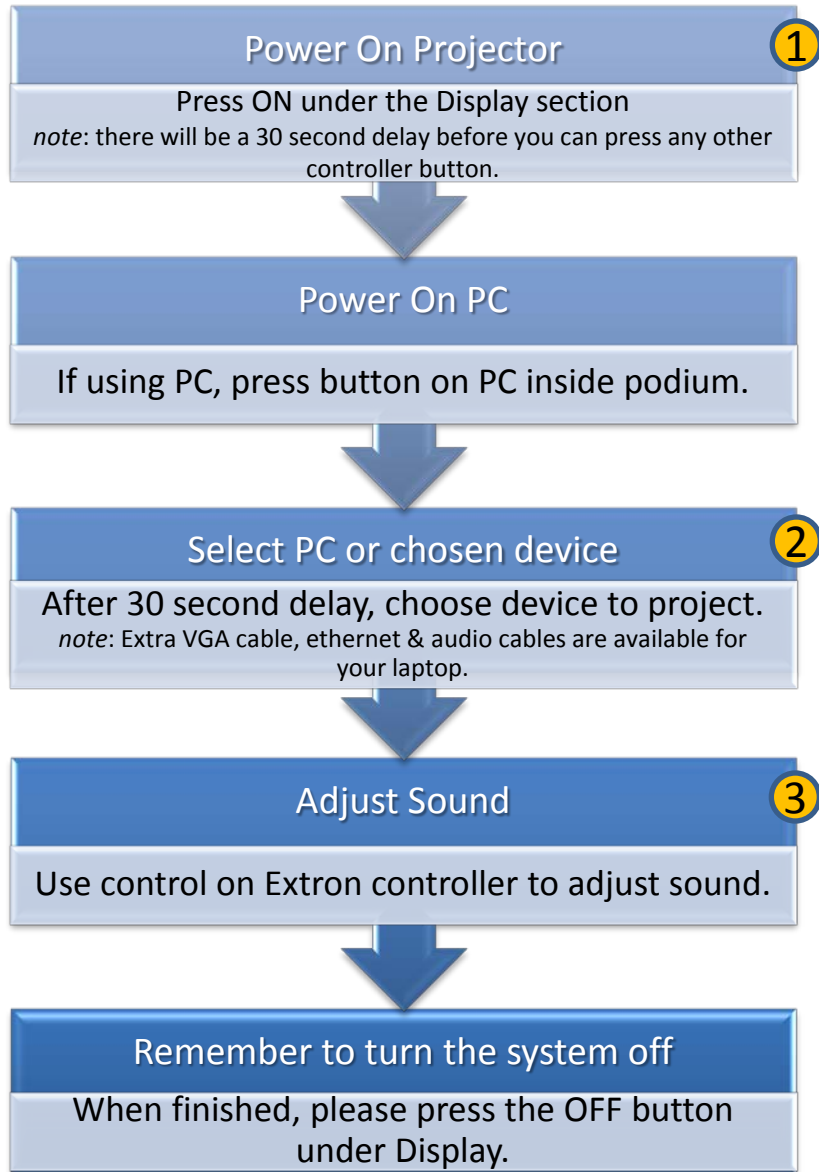 Power On Projector
1
Press ON under the Display section
note: there will be a 30 second delay before you can press any other
controller button.
Power On PC
If using PC, press button on PC inside podium.
Select PC or chosen device
2
After 30 second delay, choose device to project.
note: Extra VGA cable, ethernet & audio cables are available for
your laptop.
Adjust Sound
3
Use control on Extron controller to adjust sound.
Remember to turn the system off
When finished, please press the OFF button
under Display.